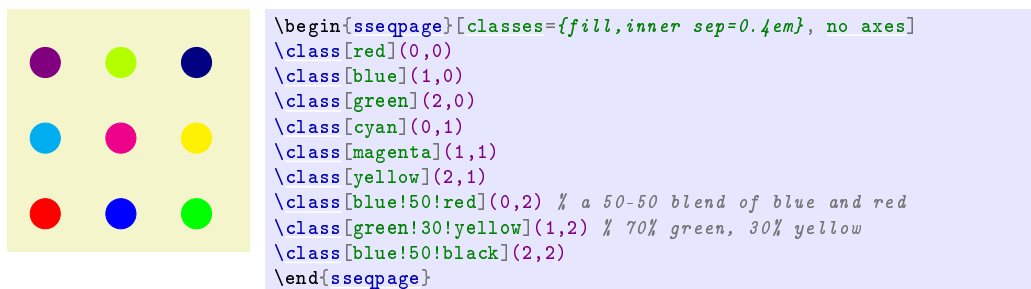 \begin{sseqpage}[classes={fill,inner sep=0.4em}, no axes]
\class[red](0,0)
\class[blue](1,0)
\class[green](2,0)
\class[cyan](0,1)
\class[magenta](1,1)
\class[yellow](2,1)
\class[blue!50!red](0,2) % a 50-50 blend of blue and red
\class[green!30!yellow](1,2) % 70% green, 30% yellow
\class[blue!50!black](2,2)
\end{sseqpage}